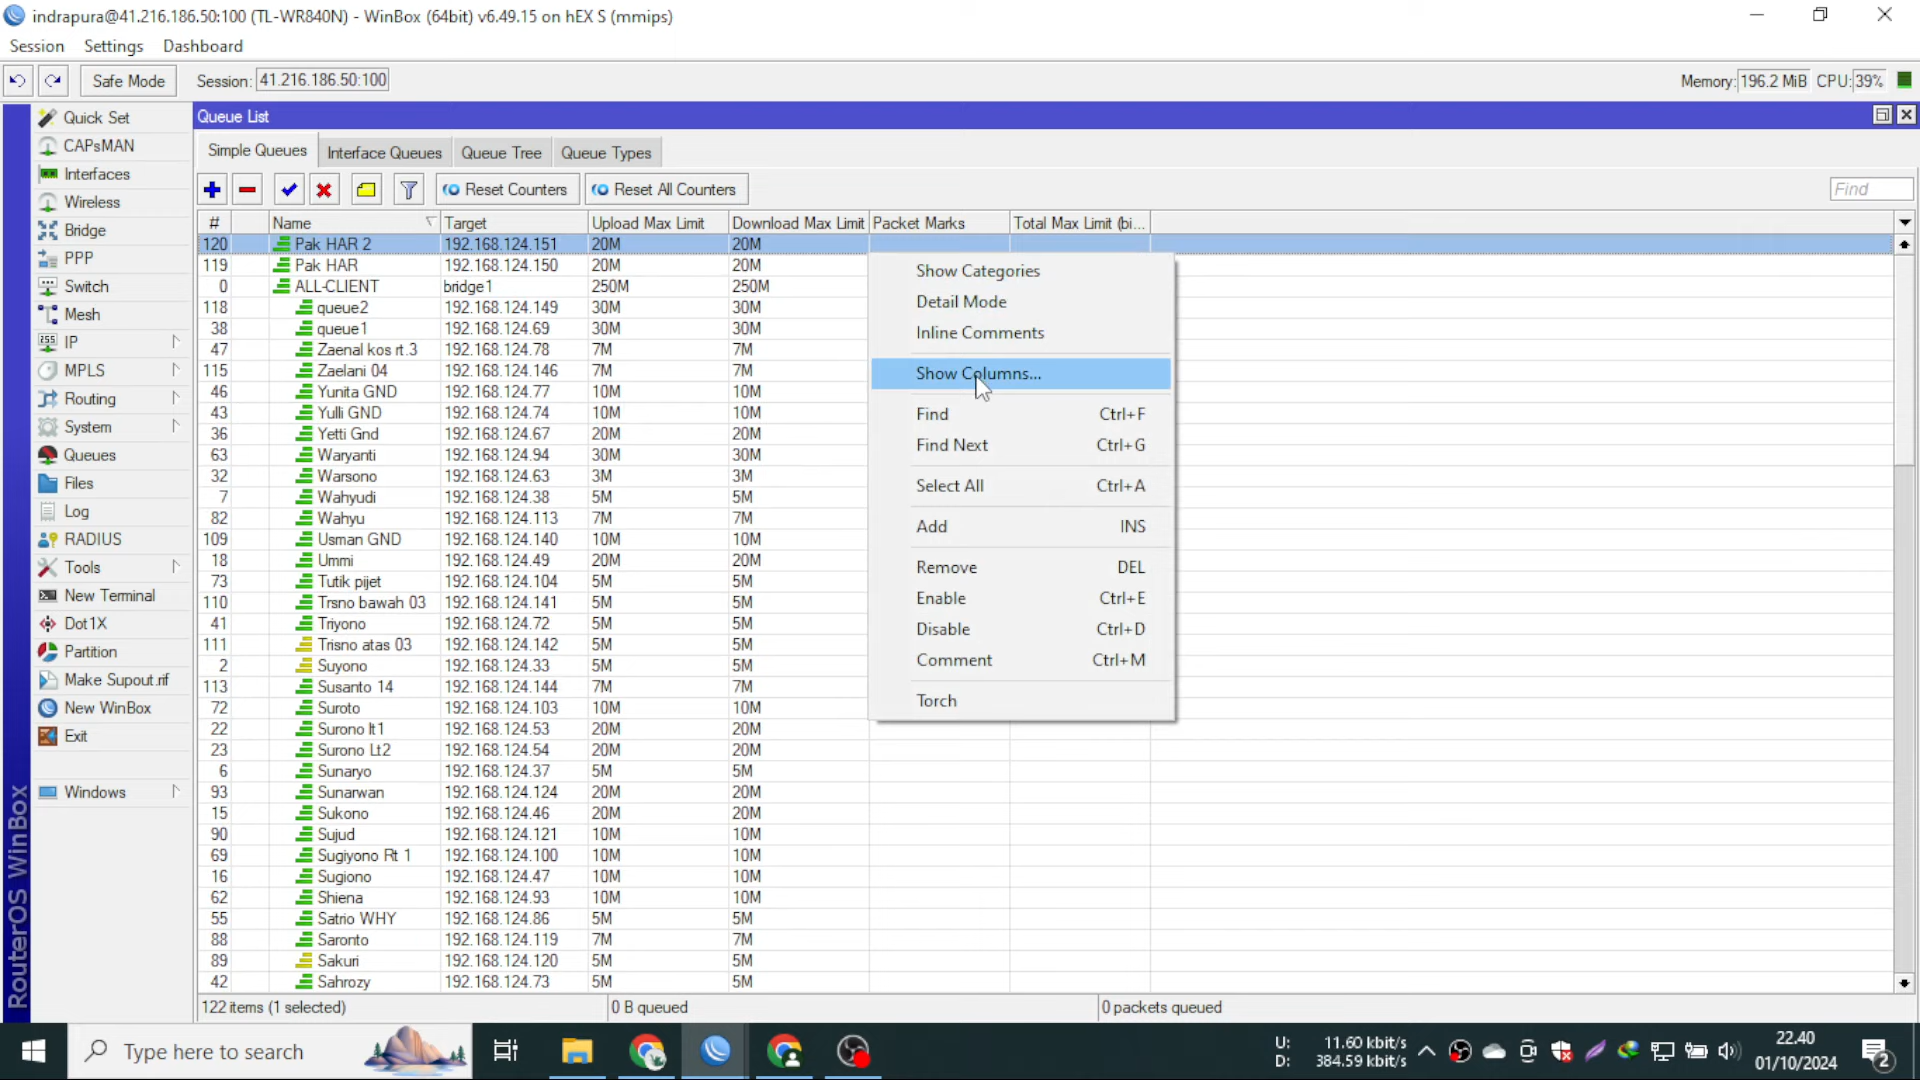 indrapura@41.216.186.50:100 (TL-WR840N) - WinBox (64bit) v6.49.15 on hEX S (mmips)
Session Settings Dashboard
Safe Mode Session: 41.216.186.50:100 Memory: 196.2 MiB CPU: 39%
Quick Set
CAPsMAN
Interfaces
Wireless
Bridge
PPP
Switch
Mesh
IP
MPLS
Routing
System
Queues
Files
Log
RADIUS
Tools
New Terminal
Dot1X
Partition
Make Supout.rif
New WinBox
Exit
Windows
RouterOS WinBox
Queue List
Simple Queues Interface Queues Queue Tree Queue Types
Reset Counters Reset All Counters Find
# Name Target Upload Max Limit Download Max Limit Packet Marks Total Max Limit (bi...
120 Pak HAR 2 192.168.124.151 20M 20M
119 Pak HAR 192.168.124.150 20M 20M
0 ALL-CLIENT bridge1 250M 250M
118 queue2 192.168.124.149 30M 30M
38 queue1 192.168.124.69 30M 30M
47 Zaenal kos rt.3 192.168.124.78 7M 7M
115 Zaelani 04 192.168.124.146 7M 7M
46 Yunita GND 192.168.124.77 10M 10M
43 Yulli GND 192.168.124.74 10M 10M
36 Yetti Gnd 192.168.124.67 20M 20M
63 Waryanti 192.168.124.94 30M 30M
32 Warsono 192.168.124.63 3M 3M
7 Wahyudi 192.168.124.38 5M 5M
82 Wahyu 192.168.124.113 7M 7M
109 Usman GND 192.168.124.140 10M 10M
18 Ummi 192.168.124.49 20M 20M
73 Tutik pijet 192.168.124.104 5M 5M
110 Trsno bawah 03 192.168.124.141 5M 5M
41 Triyono 192.168.124.72 5M 5M
111 Trisno atas 03 192.168.124.142 5M 5M
2 Suyono 192.168.124.33 5M 5M
113 Susanto 14 192.168.124.144 7M 7M
72 Suroto 192.168.124.103 10M 10M
22 Surono lt1 192.168.124.53 20M 20M
23 Surono Lt2 192.168.124.54 20M 20M
6 Sunaryo 192.168.124.37 5M 5M
93 Sunarwan 192.168.124.124 20M 20M
15 Sukono 192.168.124.46 20M 20M
90 Sujud 192.168.124.121 10M 10M
69 Sugiyono Rt 1 192.168.124.100 10M 10M
16 Sugiono 192.168.124.47 10M 10M
62 Shiena 192.168.124.93 10M 10M
55 Satrio WHY 192.168.124.86 5M 5M
88 Saronto 192.168.124.119 7M 7M
89 Sakuri 192.168.124.120 5M 5M
42 Sahrozy 192.168.124.73 5M 5M
Show Categories
Detail Mode
Inline Comments
Show Columns...
Find Ctrl+F
Find Next Ctrl+G
Select All Ctrl+A
Add INS
Remove DEL
Enable Ctrl+E
Disable Ctrl+D
Comment Ctrl+M
Torch
122 items (1 selected) 0 B queued 0 packets queued
Type here to search
U: 11.60 kbit/s
D: 384.59 kbit/s
22.40
01/10/2024
2